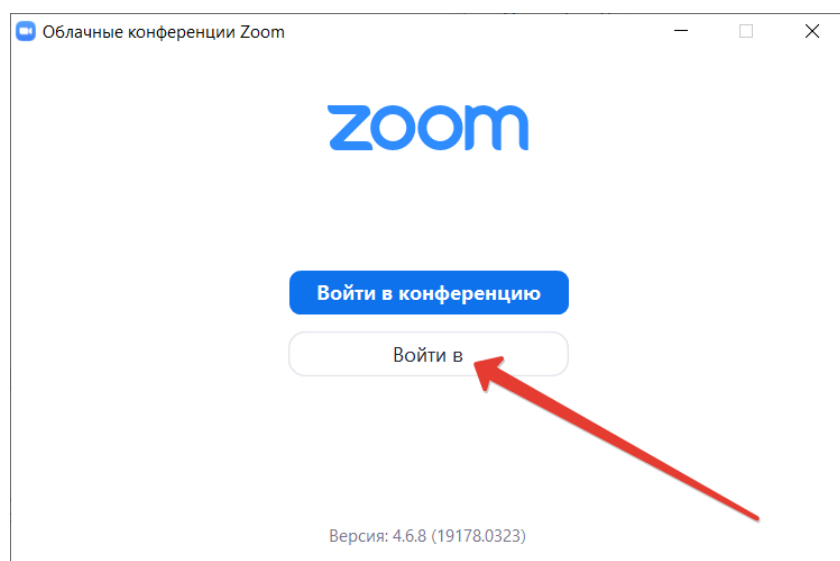 Облачные конференции Zoom
zoom
Войти в конференцию
Войти в
Версия: 4.6.8 (19178.0323)